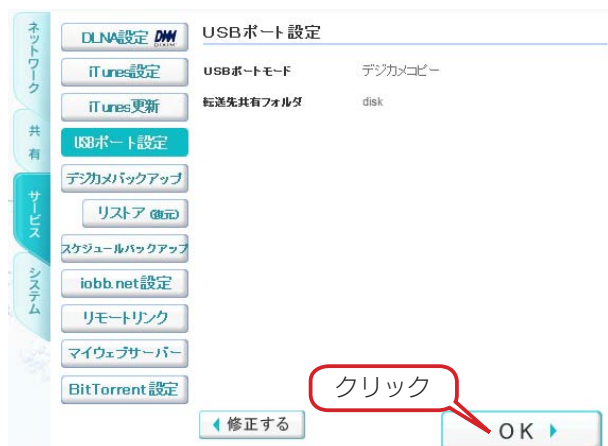 ネットワーク
共有
サービス
システム
DLNA設定 DiXiM
iTunes設定
iTunes更新
USBポート設定
デジカメバックアップ
リストア(復元)
スケジュールバックアップ
iobb.net設定
リモートリンク
マイウェブサーバー
BitTorrent設定
USBポート設定
USBポートモード デジカメコピー
転送先共有フォルダ disk
クリック
修正する
OK